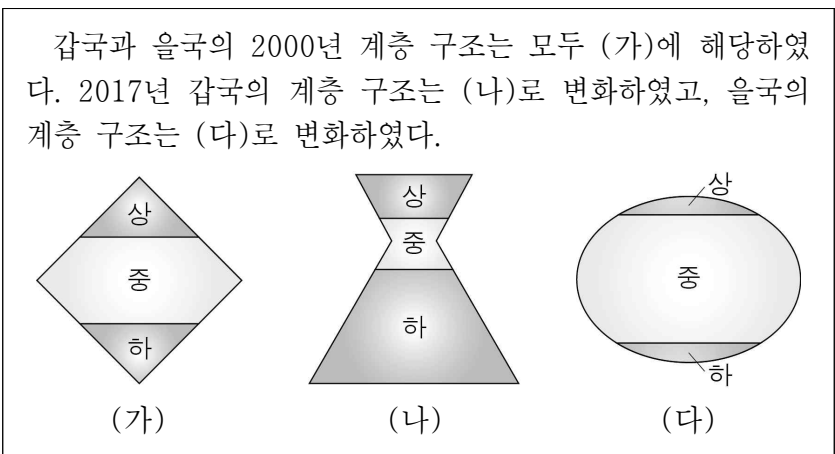 갑국과 을국의 2000년 계층 구조는 모두 (가)에 해당하였
다. 2017년 갑국의 계층 구조는 (나)로 변화하였고, 을국의
계층 구조는 (다)로 변화하였다.
상
중
하
(가)
상
중
하
(나)
상
중
하
(다)